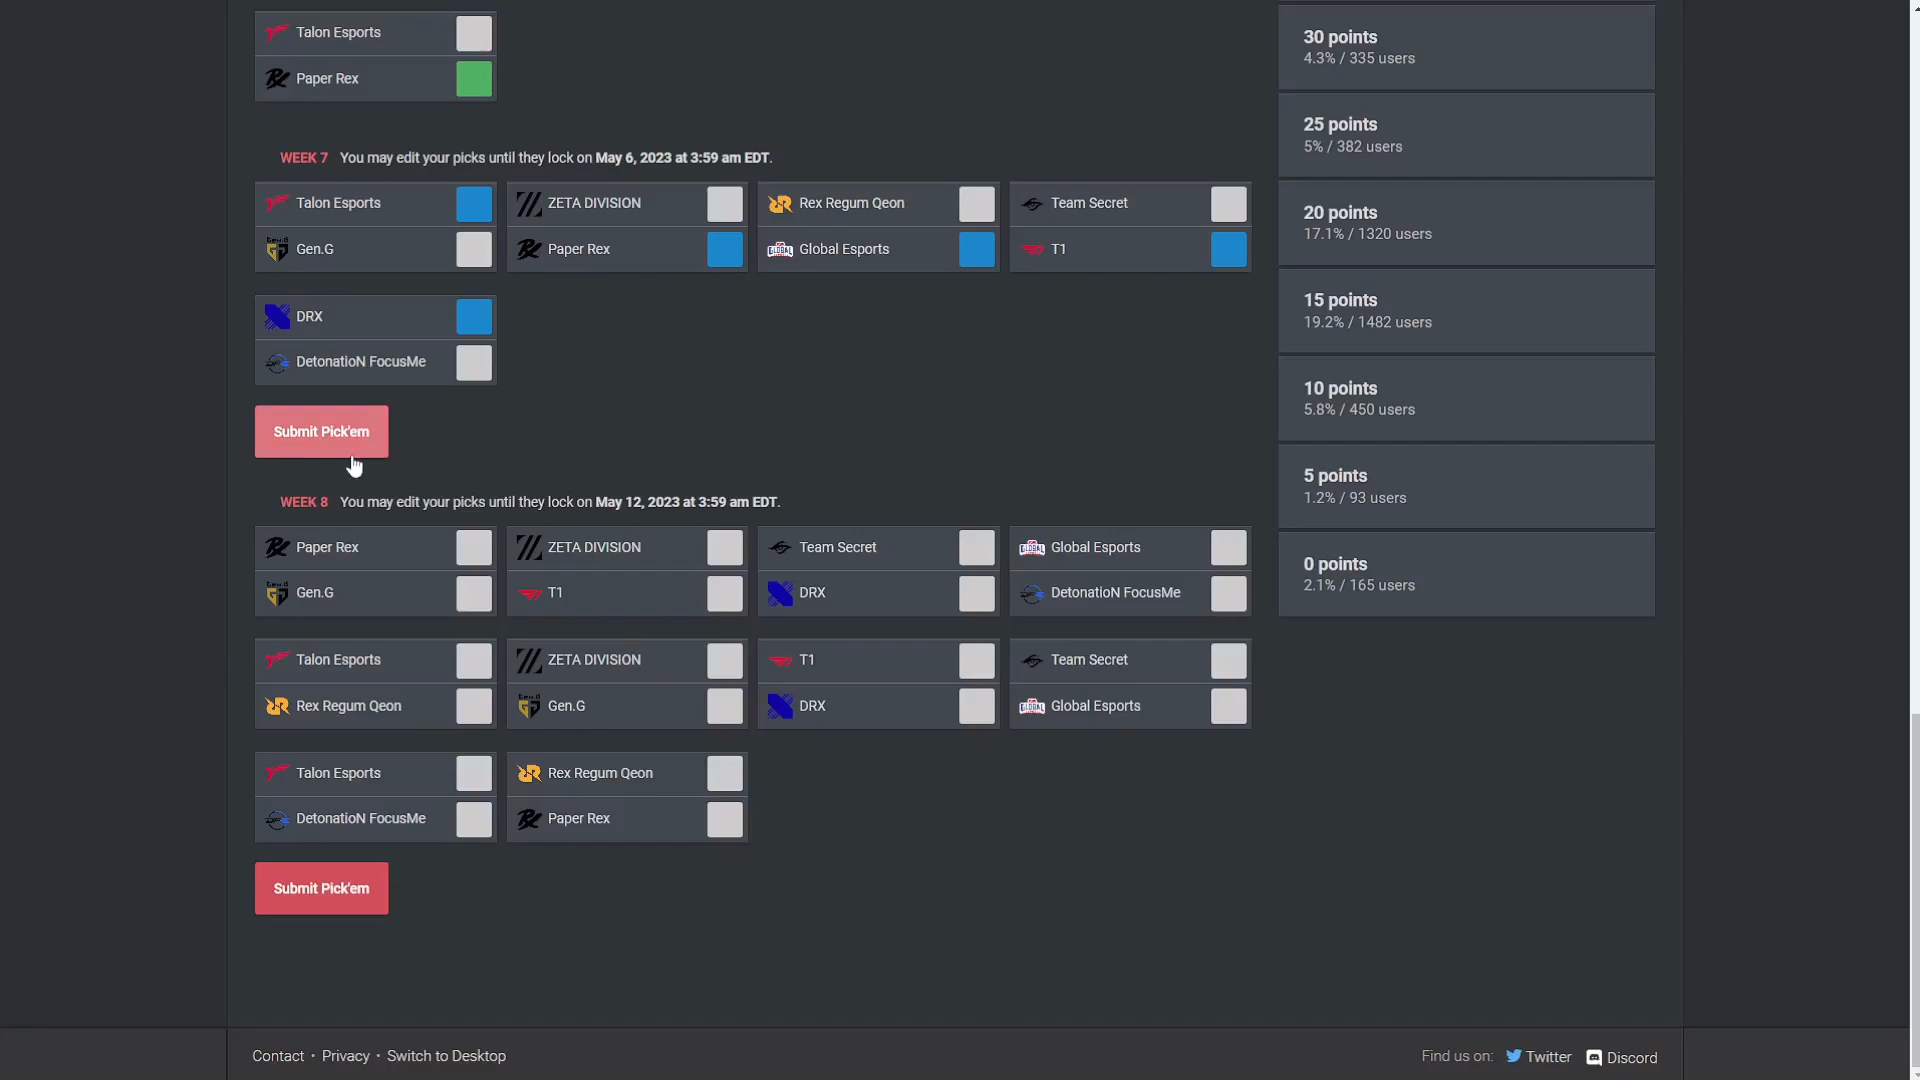 Talon Esports
Paper Rex
WEEK 7 You may edit your picks until they lock on May 6, 2023 at 3:59 am EDT.
Talon Esports
Gen.G
ZETA DIVISION
Paper Rex
Rex Regum Qeon
Global Esports
Team Secret
T1
DRX
DetonatioN FocusMe
Submit Pick'em
WEEK 8 You may edit your picks until they lock on May 12, 2023 at 3:59 am EDT.
Paper Rex
Gen.G
ZETA DIVISION
T1
Team Secret
DRX
Global Esports
DetonatioN FocusMe
Talon Esports
Rex Regum Qeon
ZETA DIVISION
Gen.G
T1
DRX
Team Secret
Global Esports
Talon Esports
DetonatioN FocusMe
Rex Regum Qeon
Paper Rex
Submit Pick'em
30 points
4.3% / 335 users
25 points
5% / 382 users
20 points
17.1% / 1320 users
15 points
19.2% / 1482 users
10 points
5.8% / 450 users
5 points
1.2% / 93 users
0 points
2.1% / 165 users
Contact • Privacy • Switch to Desktop
Find us on: Twitter Discord